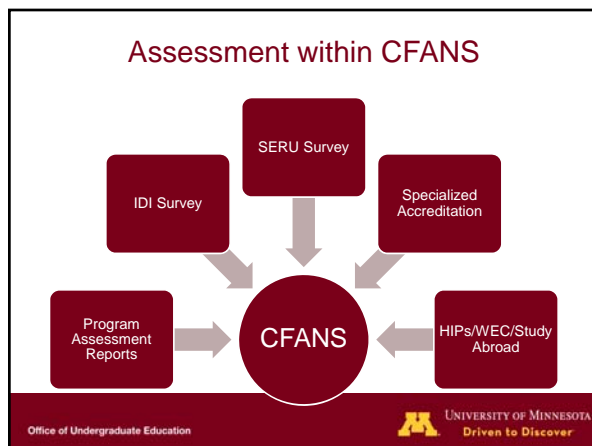 Assessment within CFANS
SERU Survey
IDI Survey
Specialized
Accreditation
Program
Assessment
Reports
CFANS
HIPs/WEC/Study
Abroad
Office of Undergraduate Education
M
UNIVERSITY OF MINNESOTA
Driven to Discover